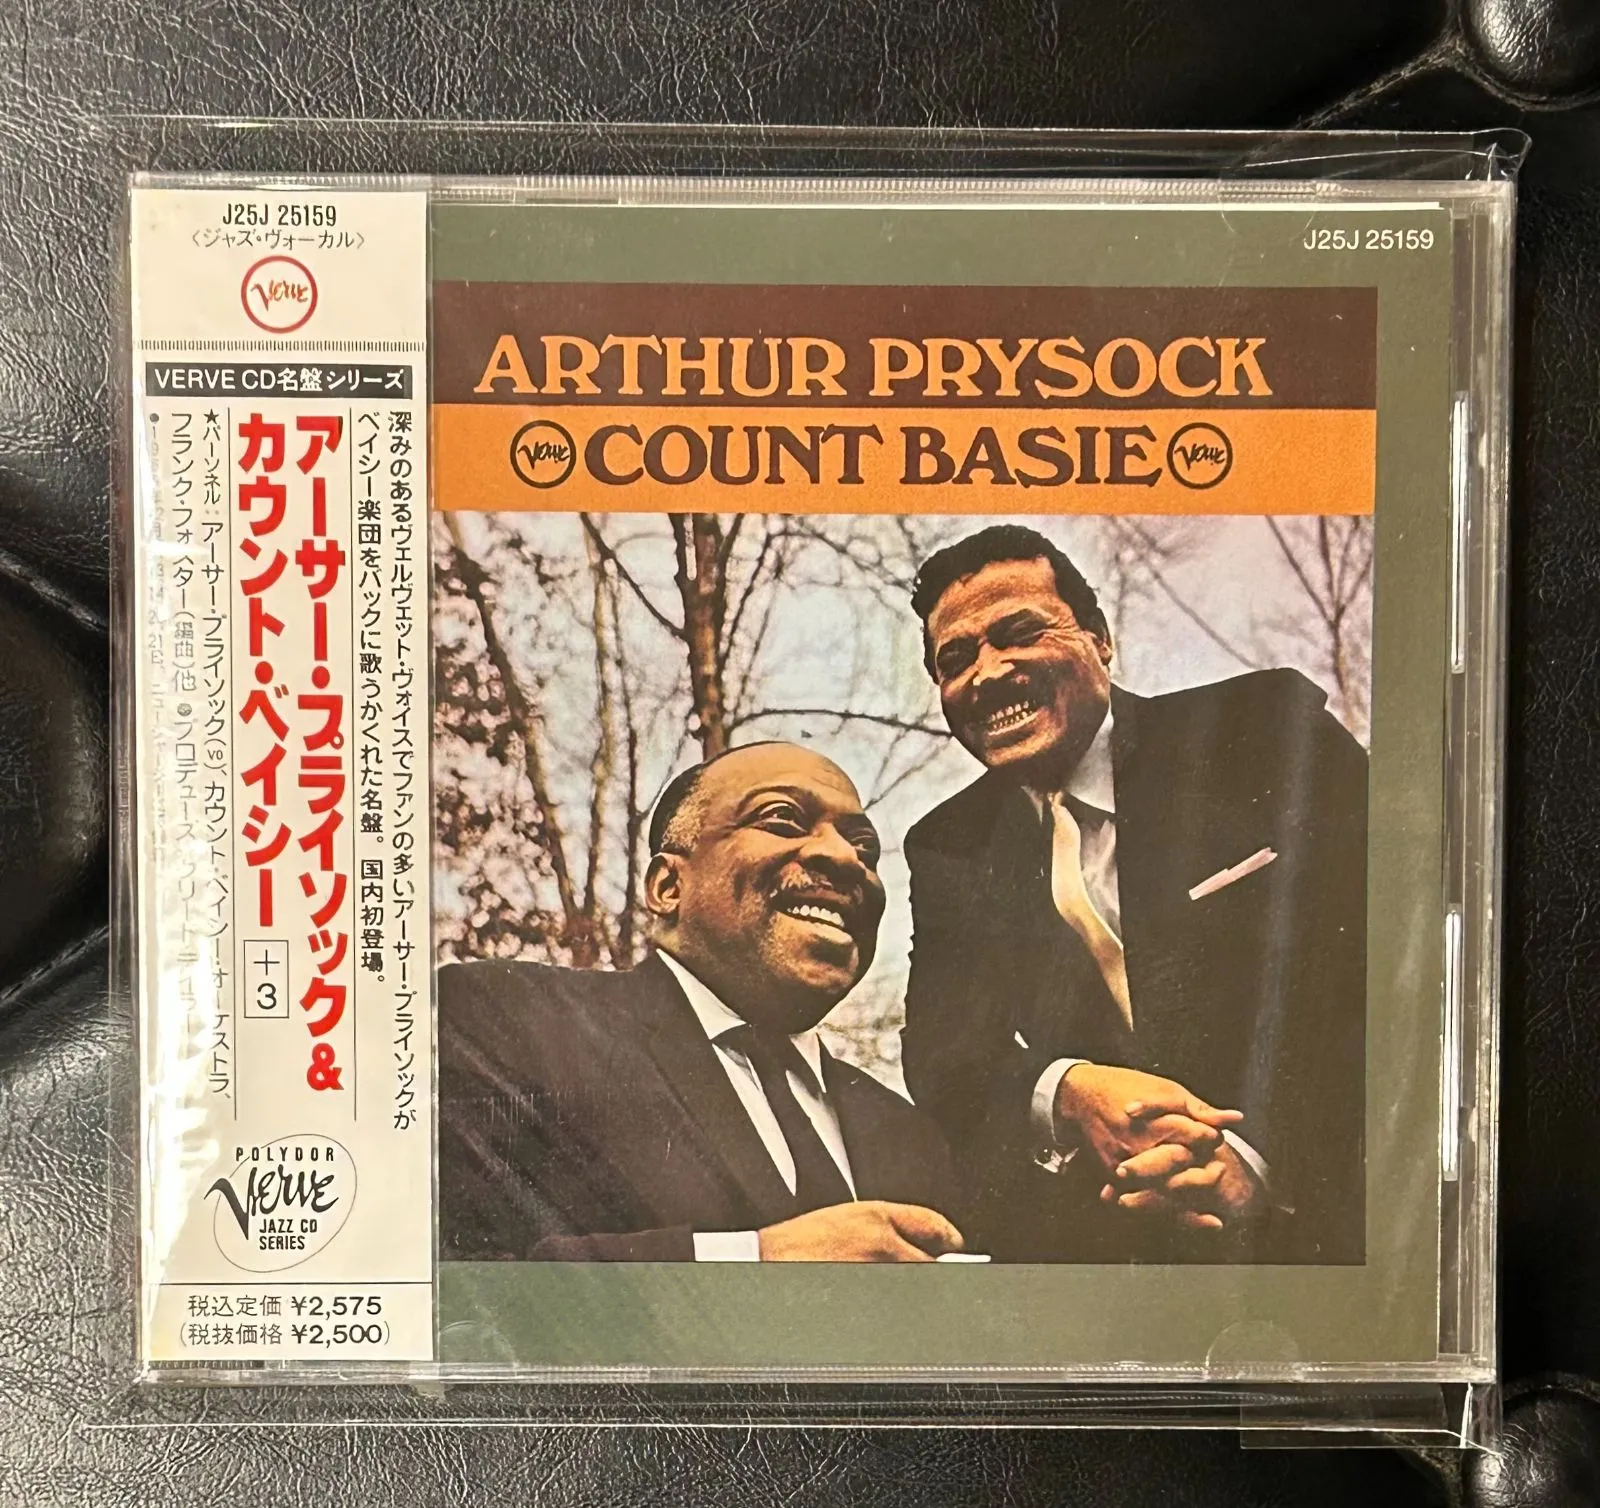 J25J 25159
〈ジャズ・ヴォーカル〉
Verve
VERVE CD名盤シリーズ
深みのあるヴェルヴェット・ヴォイスでファンの多いアーサー・プライソックが
ベイシー楽団をバックに歌うかくれた名盤。国内初登場。
アーサー・プライソック&
カウント・ベイシー
+3
★パーソネル:アーサー・プライソック(vo)、カウント・ベイシー・オーケストラ、
フランク・フォスター(編曲)他 ●プロデュース
POLYDOR
Verve
JAZZ CD
SERIES
税込定価 ¥2,575
(税抜価格 ¥2,500)
J25J 25159
ARTHUR PRYSOCK
Verve COUNT BASIE Verve